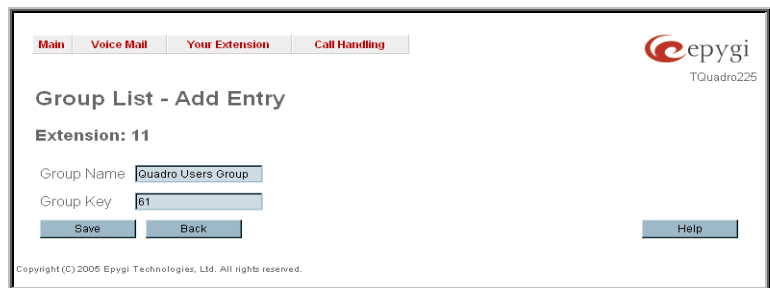 Main Voice Mail Your Extension Call Handling
epygi
TQuadro225
Group List - Add Entry
Extension: 11
Group Name Quadro Users Group
Group Key 61
Save Back Help
Copyright (C) 2005 Epygi Technologies, Ltd. All rights reserved.